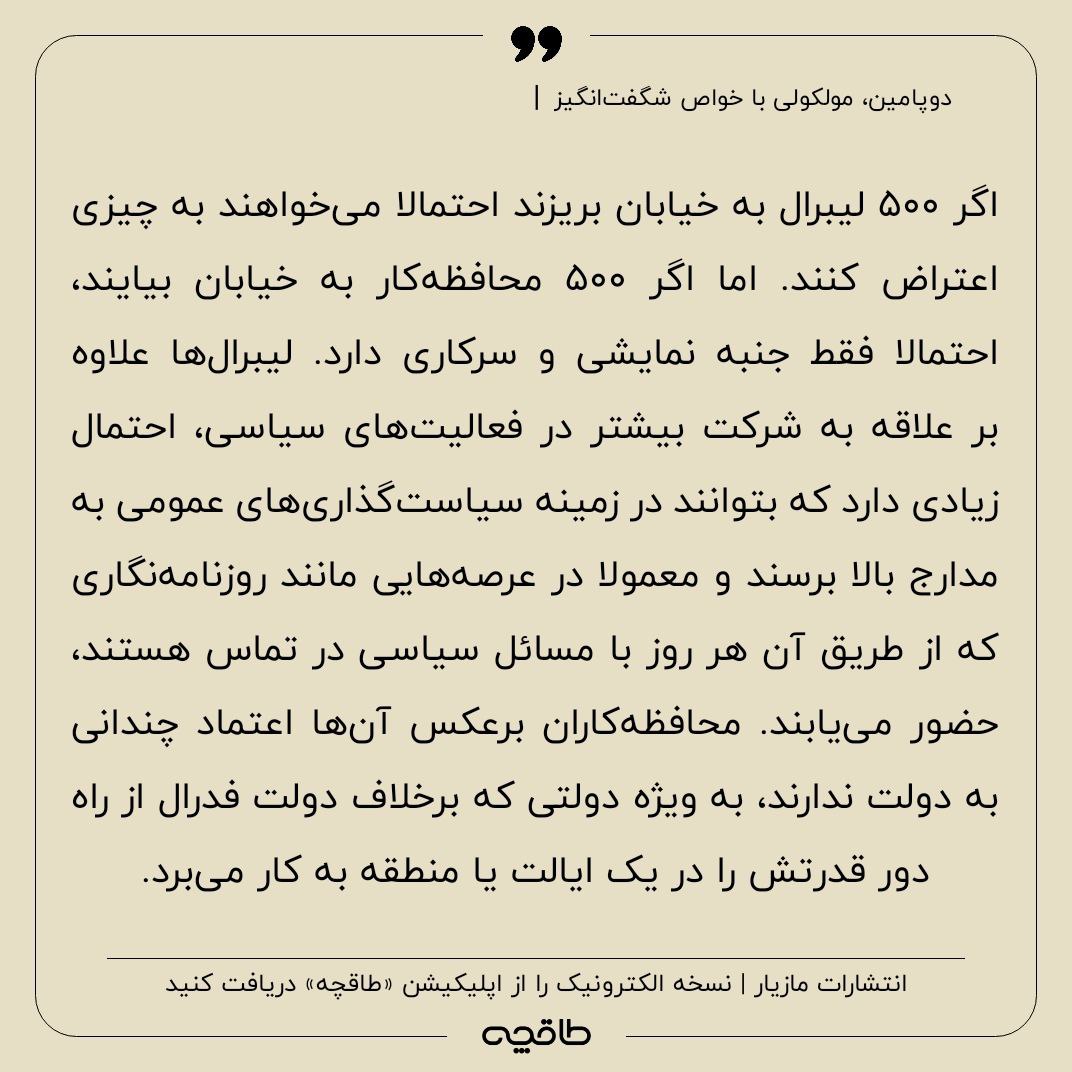 ❞
دوپامین، مولکولی با خواص شگفت‌انگیز |
اگر ۵۰۰ لیبرال به خیابان بریزند احتمالا می‌خواهند به چیزی
اعتراض کنند. اما اگر ۵۰۰ محافظه‌کار به خیابان بیایند،
احتمالا فقط جنبه نمایشی و سرکاری دارد. لیبرال‌ها علاوه
بر علاقه به شرکت بیشتر در فعالیت‌های سیاسی، احتمال
زیادی دارد که بتوانند در زمینه سیاست‌گذاری‌های عمومی به
مدارج بالا برسند و معمولا در عرصه‌هایی مانند روزنامه‌نگاری
که از طریق آن هر روز با مسائل سیاسی در تماس هستند،
حضور می‌یابند. محافظه‌کاران برعکس آن‌ها اعتماد چندانی
به دولت ندارند، به ویژه دولتی که برخلاف دولت فدرال از راه
دور قدرتش را در یک ایالت یا منطقه به کار می‌برد.
انتشارات مازیار | نسخه الکترونیک را از اپلیکیشن «طاقچه» دریافت کنید
طاقچه